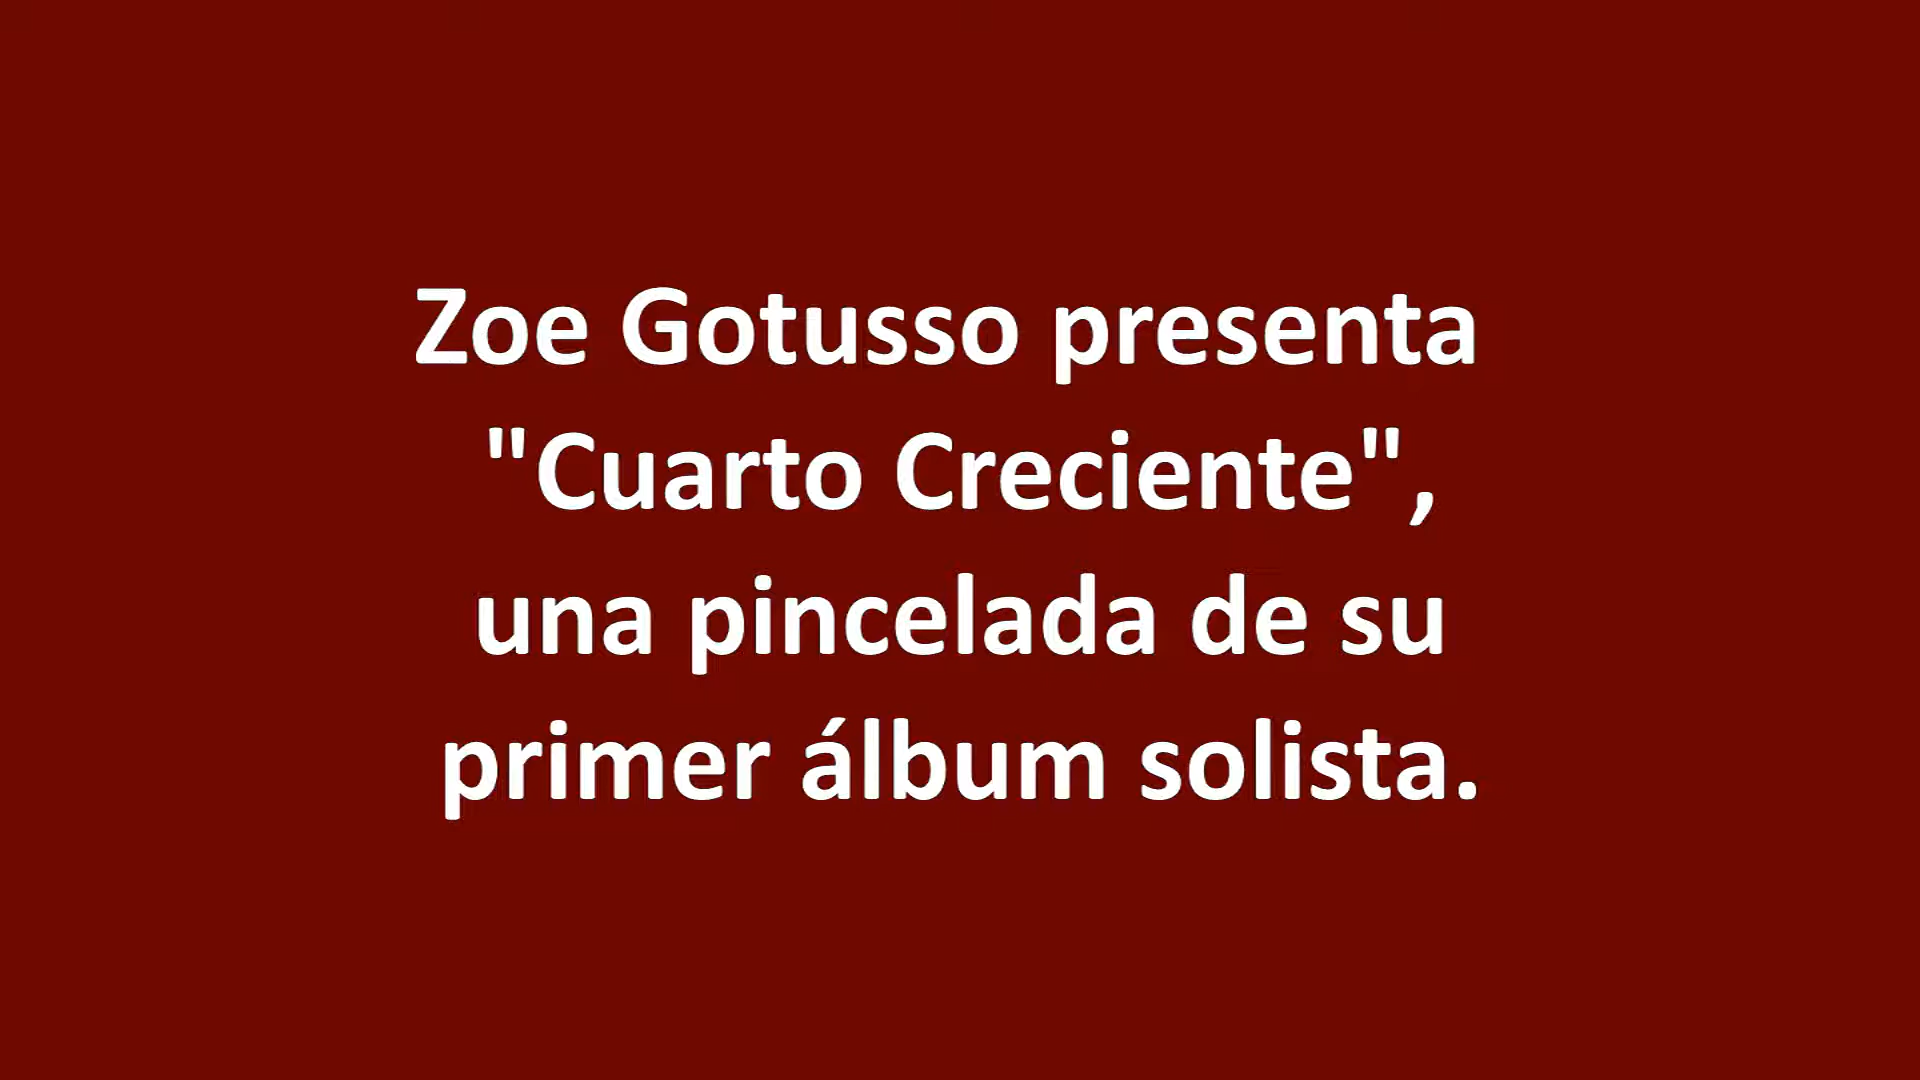 Zoe Gotusso presenta
"Cuarto Creciente",
una pincelada de su
primer álbum solista.